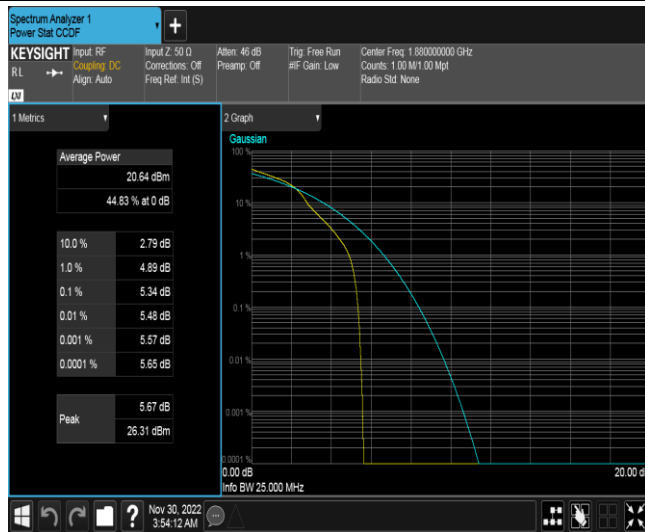 Spectrum Analyzer 1
Power Stat CCDF
+
KEYSIGHT
Input: RF
Coupling: DC
Align: Auto
Input Z: 50 Ω
Corrections: Off
Freq Ref: Int (S)
Atten: 46 dB
Preamp: Off
Trig: Free Run
#IF Gain: Low
Center Freq: 1.880000000 GHz
Counts: 1.00 M/1.00 Mpt
Radio Std: None
R L
LXI
1 Metrics
Average Power
20.64 dBm
44.83 % at 0 dB
10.0 % 2.79 dB
1.0 % 4.89 dB
0.1 % 5.34 dB
0.01 % 5.48 dB
0.001 % 5.57 dB
0.0001 % 5.65 dB
Peak
5.67 dB
26.31 dBm
2 Graph
Gaussian
100 %
10 %
1 %
0.1 %
0.01 %
0.001 %
0.0001 %
0.00 dB
20.00 d
Info BW 25.000 MHz
?
Nov 30, 2022
3:54:12 AM